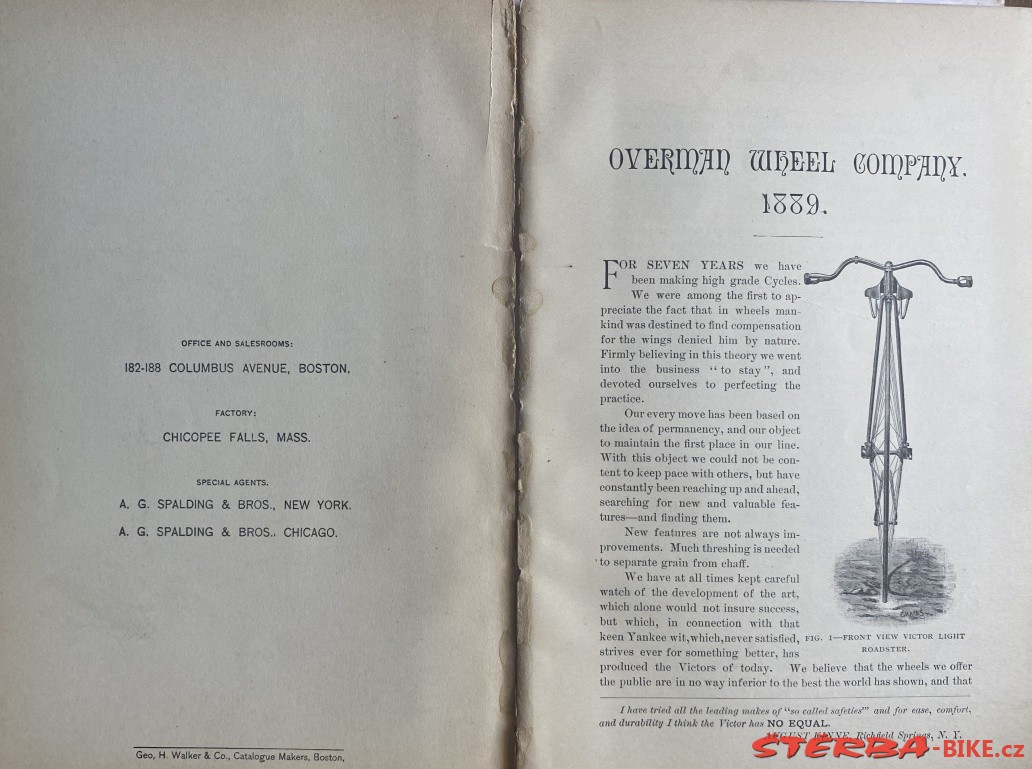 OFFICE AND SALESROOMS:
182-188 COLUMBUS AVENUE, BOSTON.
FACTORY:
CHICOPEE FALLS, MASS.
SPECIAL AGENTS.
A. G. SPALDING & BROS., NEW YORK.
A. G. SPALDING & BROS., CHICAGO.
Geo, H. Walker & Co., Catalogue Makers, Boston,
OVERMAN WHEEL COMPANY.
1889.
FOR SEVEN YEARS we have
been making high grade Cycles.
We were among the first to ap-
preciate the fact that in wheels man-
kind was destined to find compensation
for the wings denied him by nature.
Firmly believing in this theory we went
into the business "to stay", and
devoted ourselves to perfecting the
practice.
Our every move has been based on
the idea of permanency, and our object
to maintain the first place in our line.
With this object we could not be con-
tent to keep pace with others, but have
constantly been reaching up and ahead,
searching for new and valuable fea-
tures—and finding them.
New features are not always im-
provements. Much threshing is needed
to separate grain from chaff.
We have at all times kept careful
watch of the development of the art,
which alone would not insure success,
but which, in connection with that
keen Yankee wit, which, never satisfied,
strives ever for something better, has
produced the Victors of today. We believe that the wheels we offer
the public are in no way inferior to the best the world has shown, and that
FIG. 1—FRONT VIEW VICTOR LIGHT
ROADSTER.
I have tried all the leading makes of "so called safeties" and for ease, comfort,
and durability I think the Victor has NO EQUAL.
AUGUST Richfield Springs, N. Y.
STERBA-BIKE.cz